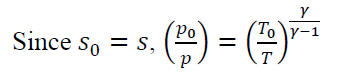 Since s₀ = s, (p₀/p) = (T₀/T)^(γ/(γ−1))